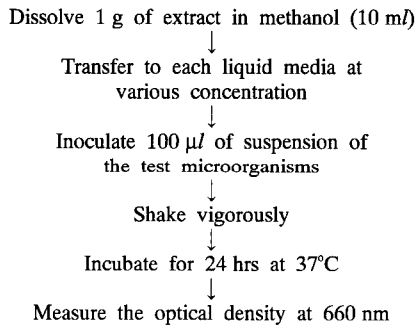 Dissolve 1 g of extract in methanol (10 ml)
↓
Transfer to each liquid media at
various concentration
↓
Inoculate 100 μl of suspension of
the test microorganisms
↓
Shake vigorously
↓
Incubate for 24 hrs at 37°C
↓
Measure the optical density at 660 nm